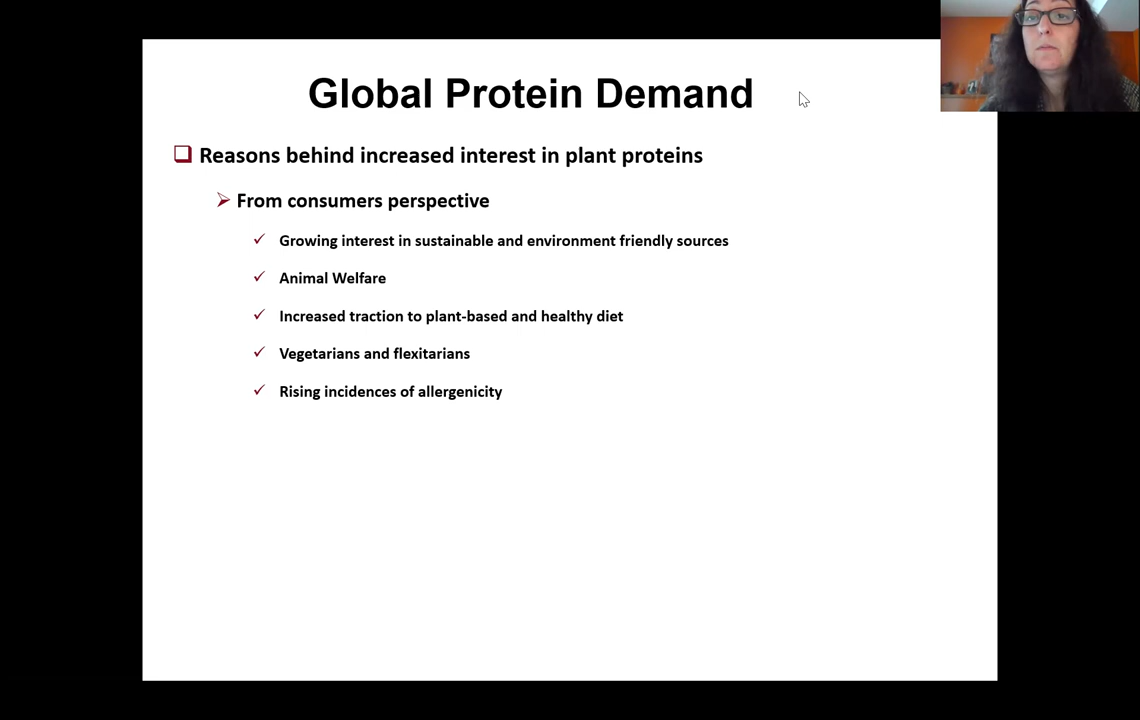 Global Protein Demand
Reasons behind increased interest in plant proteins
From consumers perspective
Growing interest in sustainable and environment friendly sources
Animal Welfare
Increased traction to plant-based and healthy diet
Vegetarians and flexitarians
Rising incidences of allergenicity